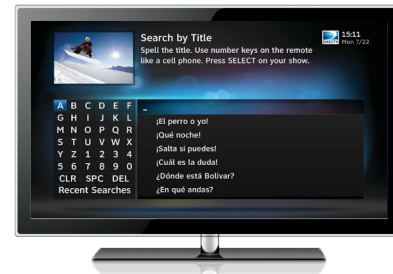 Search by Title
Spell the title. Use number keys on the remote
like a cell phone. Press SELECT on your show.
DIRECTV
15:11
Mon 7/22
A B C D E F
G H I J K L
M N O P Q R
S T U V W X
Y Z 1 2 3 4
5 6 7 8 9 0
CLR SPC DEL
Recent Searches
_
¡El perro o yo!
¡Qué noche!
¡Salta si puedes!
¡Cuál es la duda!
¿Dónde está Bolivar?
¿En qué andas?